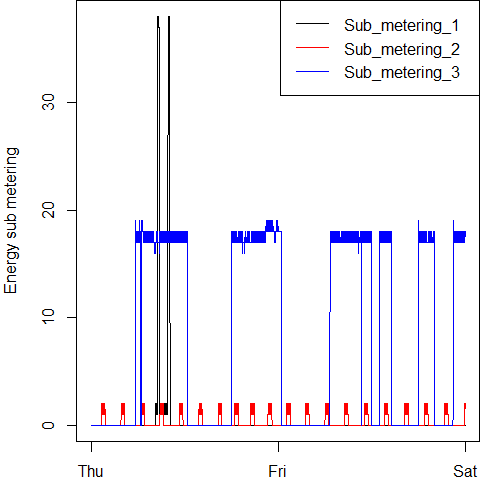 Sub_metering_1
Sub_metering_2
Sub_metering_3
30
20
10
0
Energy sub metering
Thu Fri Sat